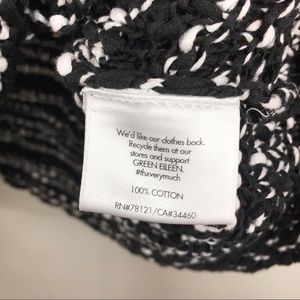 We'd like our clothes back.
Recycle them at our
stores and support
GREEN EILEEN.
#thxverymuch
100% COTTON
RN#78121/CA#34460